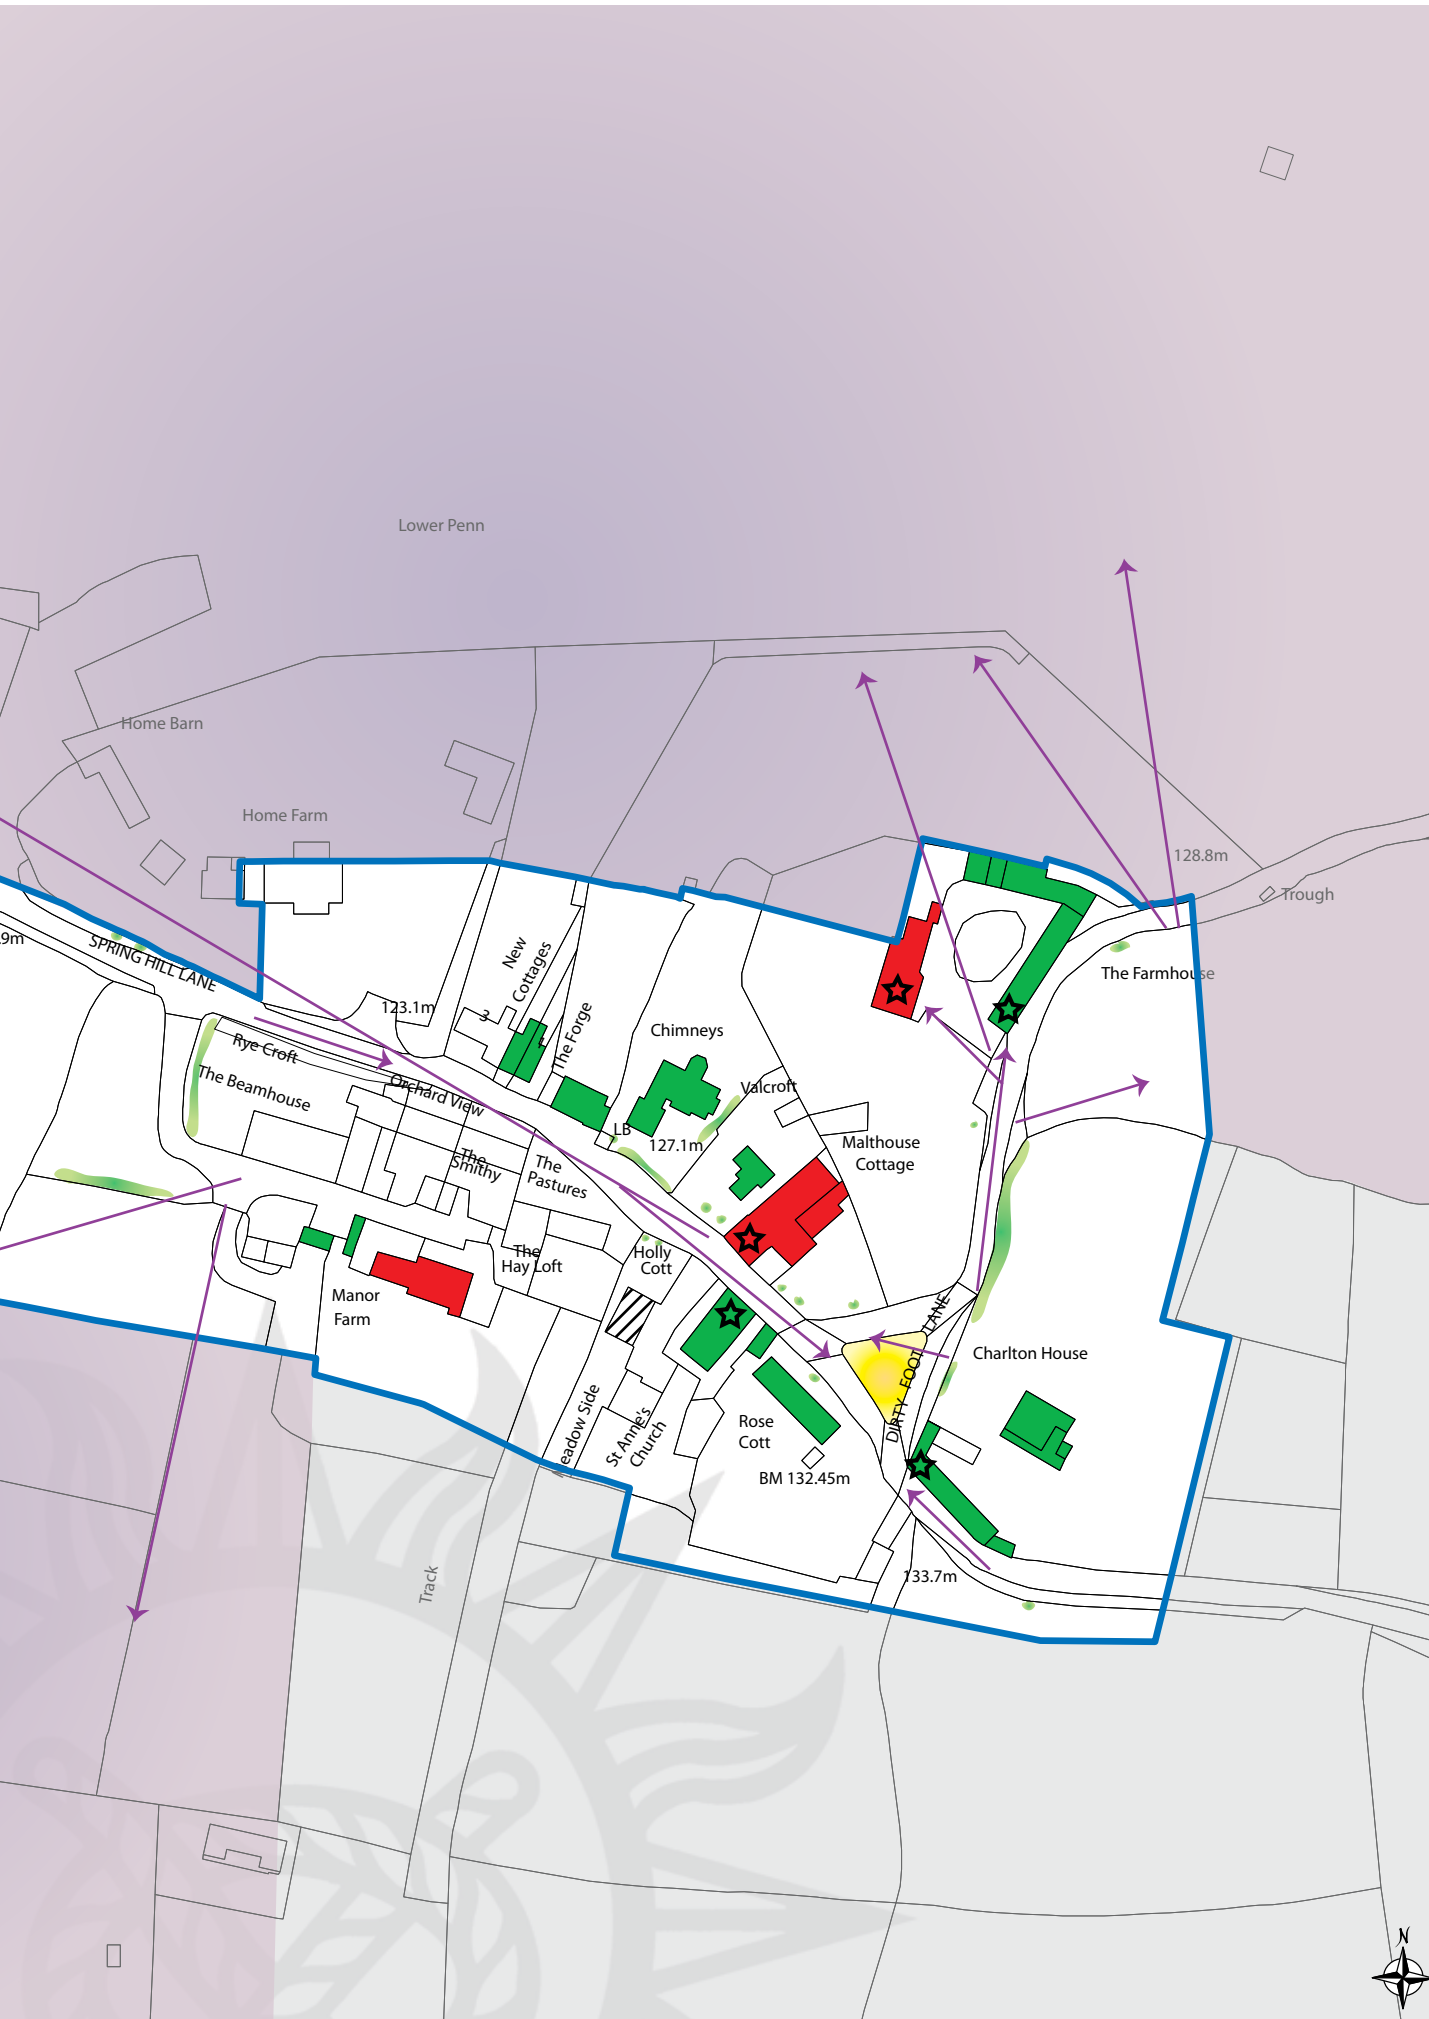 Lower Penn
Home Barn
Home Farm
128.8m
Trough
.9m
SPRING HILL LANE
New
Cottages
The Farmhouse
123.1m
3
The Forge
Chimneys
Rye Croft
The Beamhouse
Orchard View
Valcroft
LB
127.1m
Malthouse
Cottage
The
Smithy
The
Pastures
The
Hay Loft
Holly
Cott
Manor
Farm
DIRTY FOOT LANE
Charlton House
Meadow Side
St Anne's
Church
Rose
Cott
BM 132.45m
133.7m
Track
N